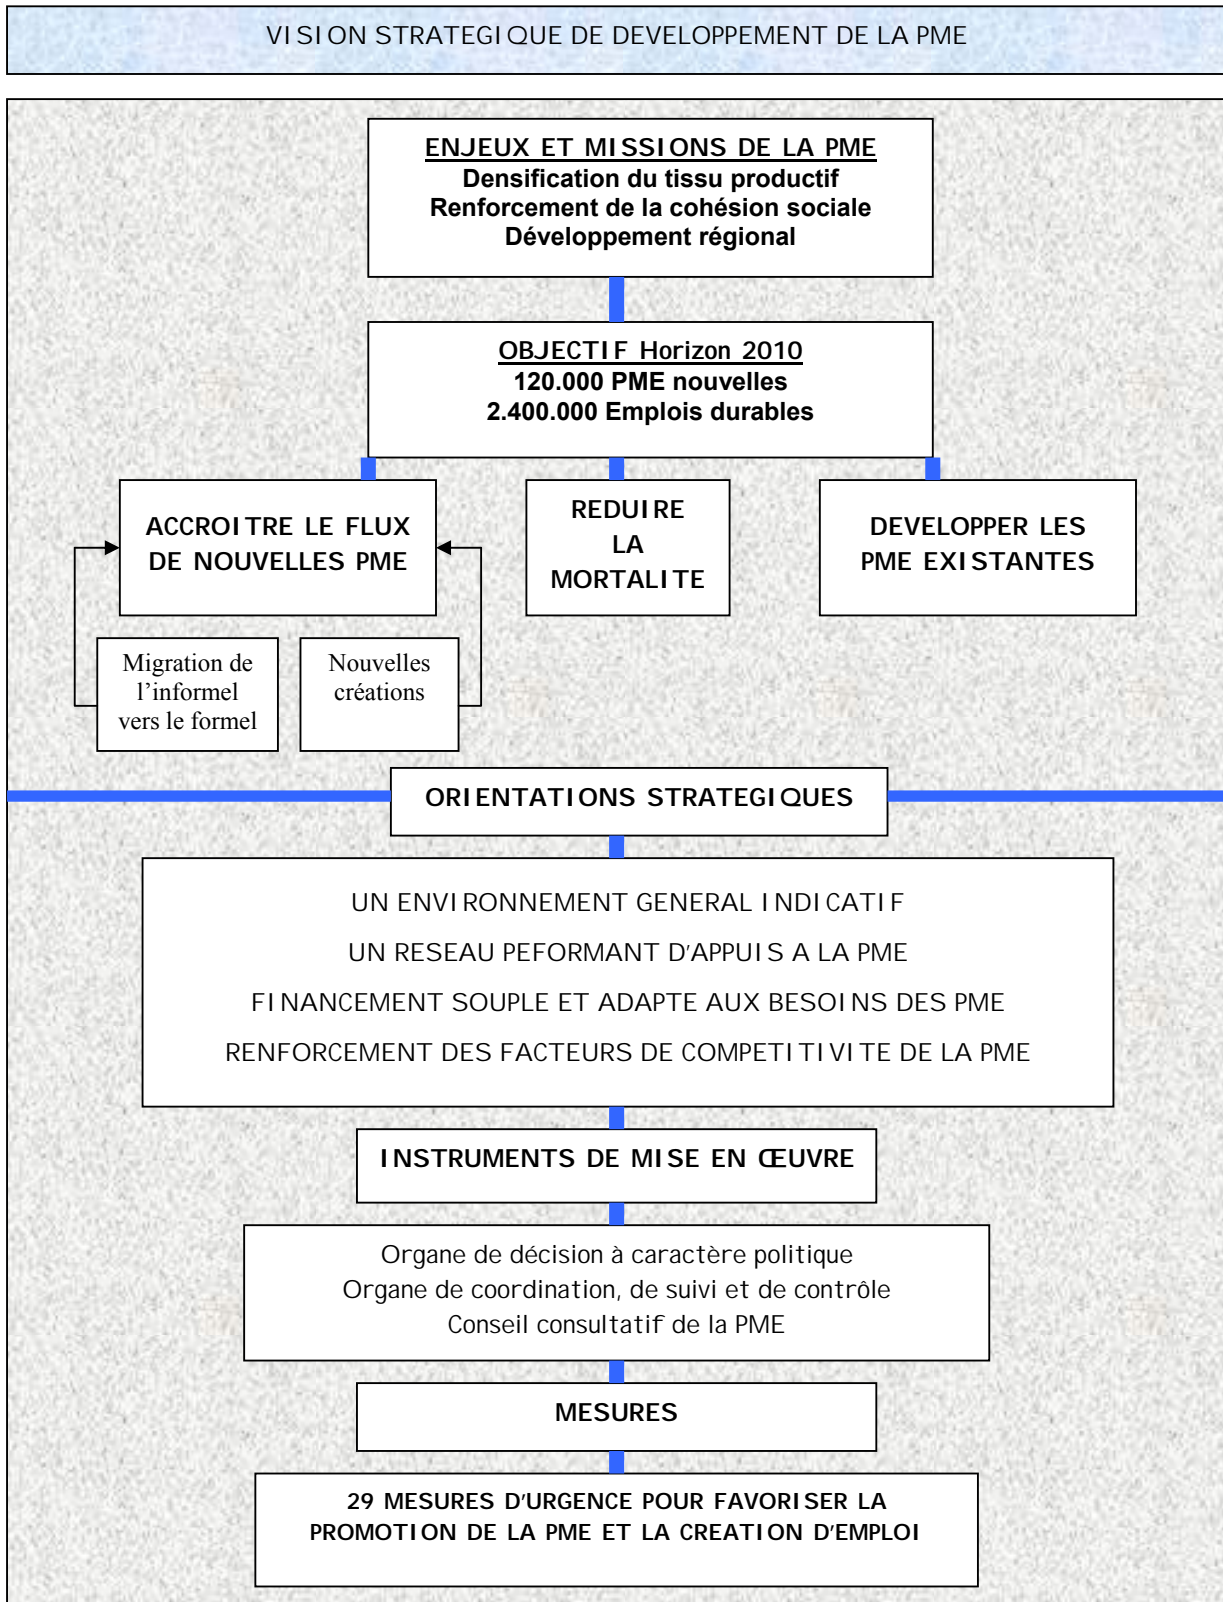 VISION STRATEGIQUE DE DEVELOPPEMENT DE LA PME
ENJEUX ET MISSIONS DE LA PME
Densification du tissu productif
Renforcement de la cohésion sociale
Développement régional
OBJECTIF Horizon 2010
120.000 PME nouvelles
2.400.000 Emplois durables
ACCROITRE LE FLUX
DE NOUVELLES PME
REDUIRE
LA
MORTALITE
DEVELOPPER LES
PME EXISTANTES
Migration de
l’informel
vers le formel
Nouvelles
créations
ORIENTATIONS STRATEGIQUES
UN ENVIRONNEMENT GENERAL INDICATIF
UN RESEAU PEFORMANT D’APPUIS A LA PME
FINANCEMENT SOUPLE ET ADAPTE AUX BESOINS DES PME
RENFORCEMENT DES FACTEURS DE COMPETITIVITE DE LA PME
INSTRUMENTS DE MISE EN ŒUVRE
Organe de décision à caractère politique
Organe de coordination, de suivi et de contrôle
Conseil consultatif de la PME
MESURES
29 MESURES D’URGENCE POUR FAVORISER LA
PROMOTION DE LA PME ET LA CREATION D’EMPLOI